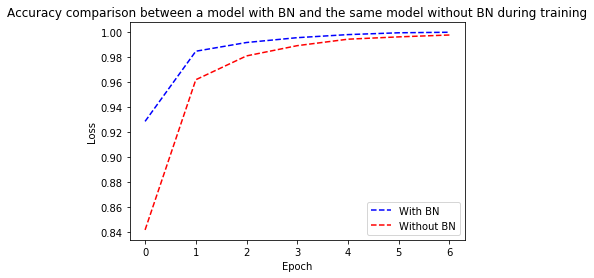 Accuracy comparison between a model with BN and the same model without BN during training
1.00
0.98
0.96
0.94
0.92
0.90
0.88
0.86
0.84
Loss
With BN
Without BN
0 1 2 3 4 5 6
Epoch